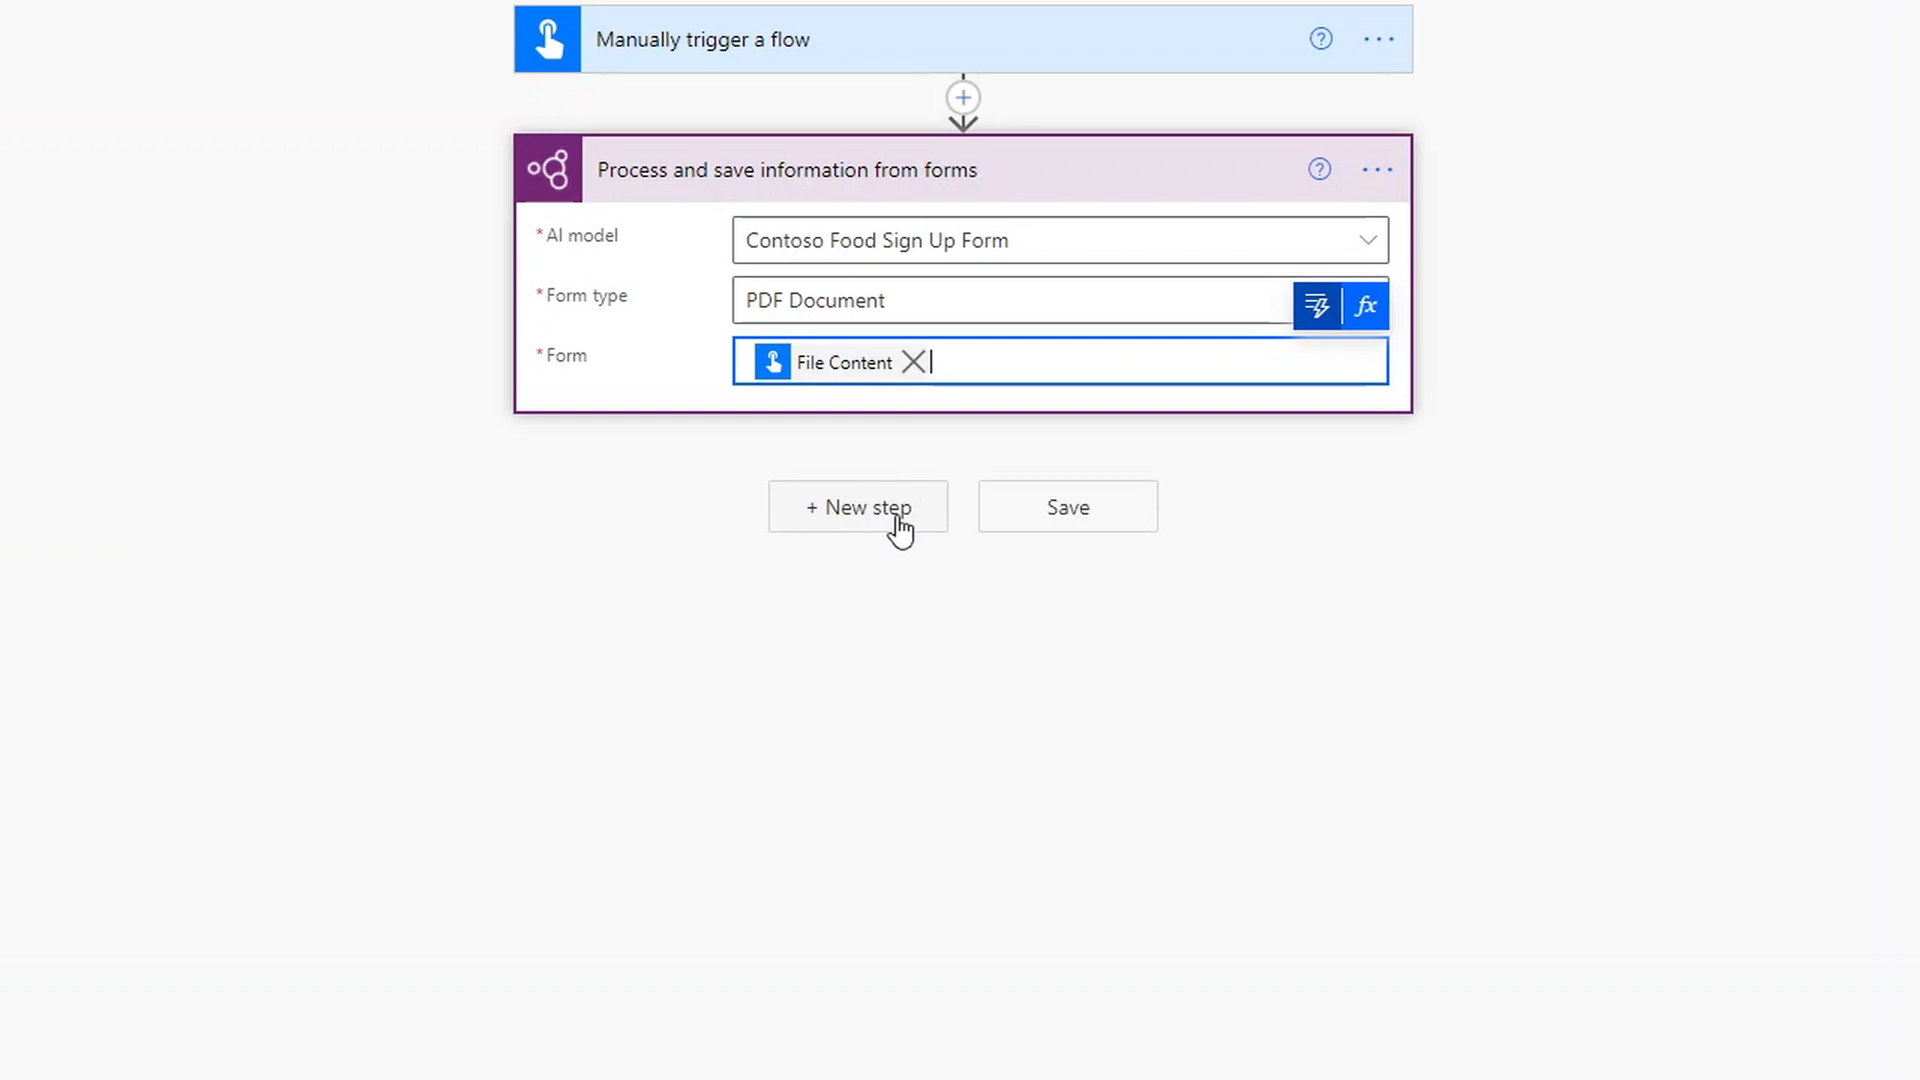 Manually trigger a flow
Process and save information from forms
* AI model
Contoso Food Sign Up Form
* Form type
PDF Document
fx
* Form
File Content
+ New step
Save